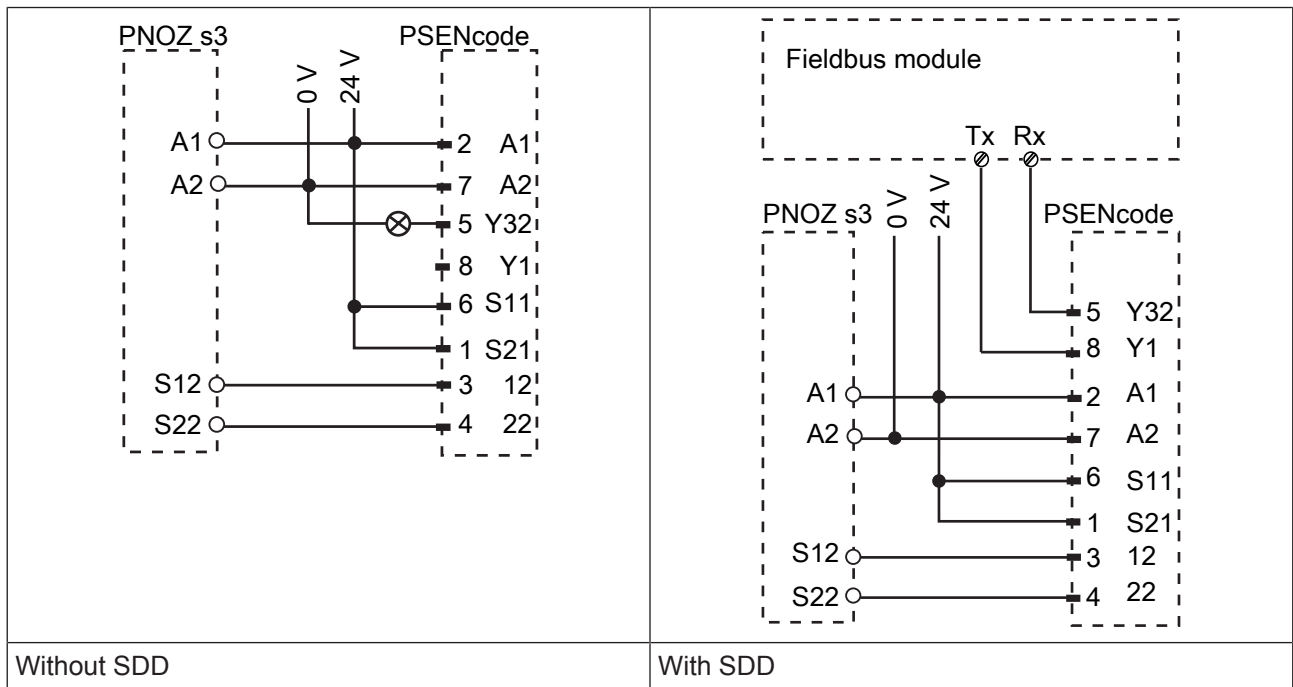 PNOZ s3 PSENcode
0 V
24 V
A1 2 A1
A2 7 A2
5 Y32
8 Y1
6 S11
1 S21
S12 3 12
S22 4 22
Without SDD
Fieldbus module
Tx Rx
PNOZ s3 PSENcode
0 V
24 V
5 Y32
8 Y1
A1 2 A1
A2 7 A2
6 S11
1 S21
S12 3 12
S22 4 22
With SDD